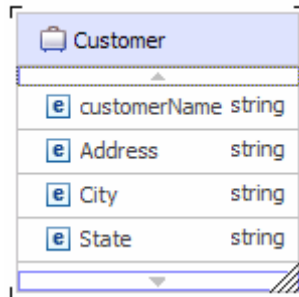 Customer
e customerName string
e Address string
e City string
e State string